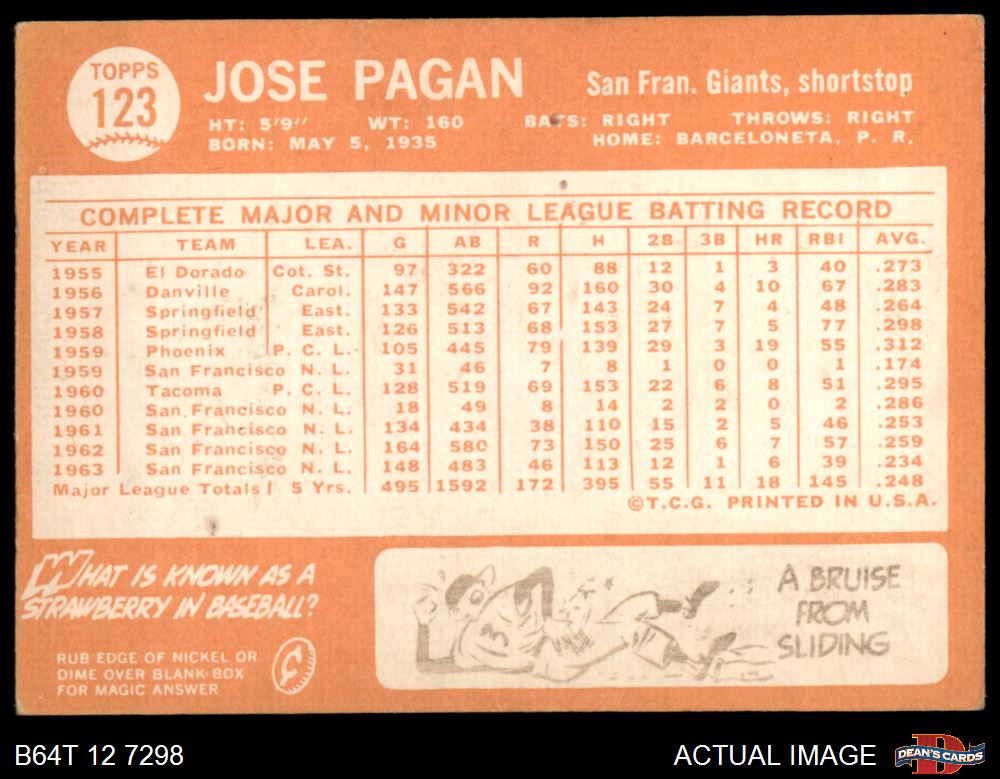 TOPPS
123
JOSE PAGAN
San Fran. Giants, shortstop
HT: 5'9" WT: 160 BATS: RIGHT THROWS: RIGHT
BORN: MAY 5, 1935 HOME: BARCELONETA, P. R.
COMPLETE MAJOR AND MINOR LEAGUE BATTING RECORD
YEAR TEAM LEA. G AB R H 2B 3B HR RBI AVG.
1955 El Dorado Cot. St. 97 322 60 88 12 1 3 40 .273
1956 Danville Carol. 147 566 92 160 30 4 10 67 .283
1957 Springfield East. 133 542 67 143 24 7 4 48 .264
1958 Springfield East. 126 513 68 153 27 7 5 77 .298
1959 Phoenix P. C. L. 105 445 79 139 29 3 19 55 .312
1959 San Francisco N. L. 31 46 7 8 1 0 0 1 .174
1960 Tacoma P. C. L. 128 519 69 153 22 6 8 51 .295
1960 San Francisco N. L. 18 49 8 14 2 2 0 2 .286
1961 San Francisco N. L. 134 434 38 110 15 2 5 46 .253
1962 San Francisco N. L. 164 580 73 150 25 6 7 57 .259
1963 San Francisco N. L. 148 483 46 113 12 1 6 39 .234
Major League Totals 5 Yrs. 495 1592 172 395 55 11 18 145 .248
©T.C.G. PRINTED IN U.S.A.
WHAT IS KNOWN AS A
STRAWBERRY IN BASEBALL?
RUB EDGE OF NICKEL OR
DIME OVER BLANK BOX
FOR MAGIC ANSWER
¢
13
A BRUISE
FROM
SLIDING
B64T 12 7298
ACTUAL IMAGE
D
DEAN'S CARDS